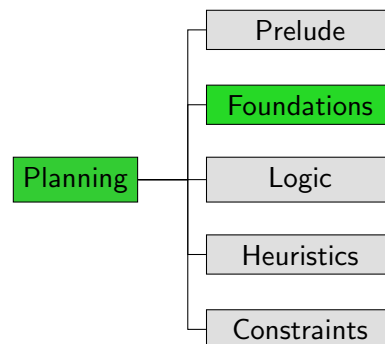 Prelude
Foundations
Planning
Logic
Heuristics
Constraints